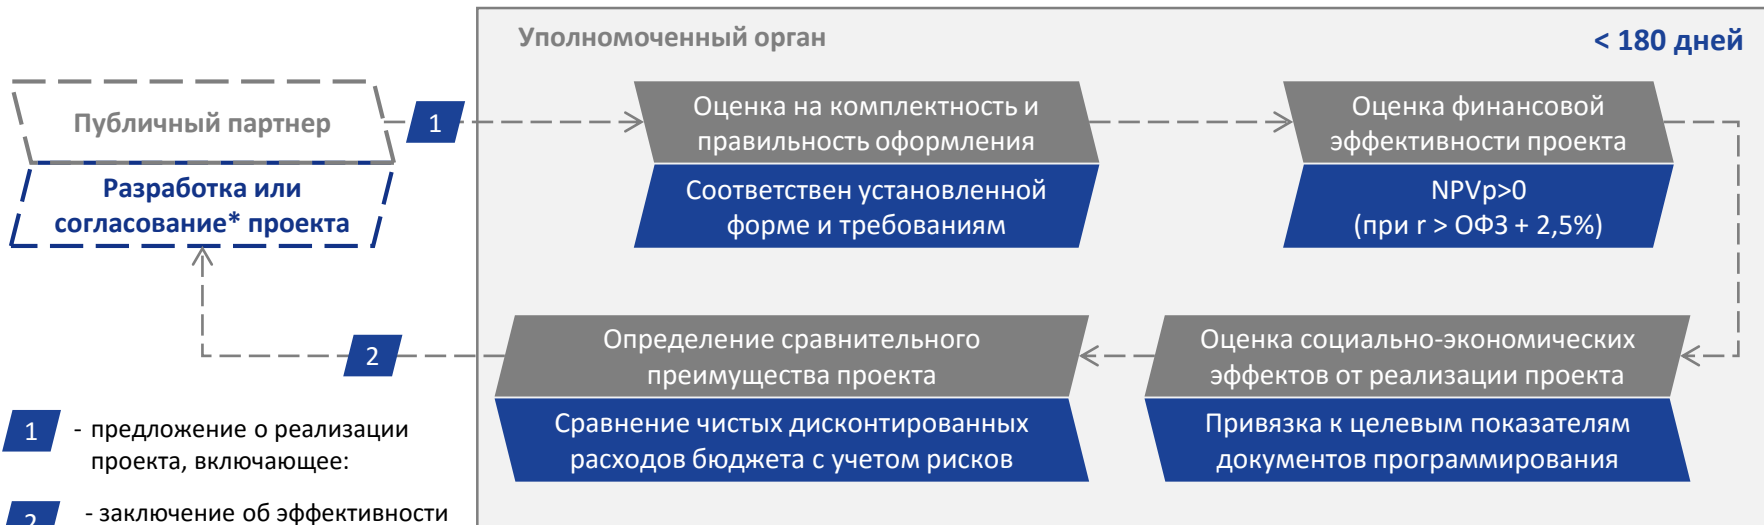 Уполномоченный орган
< 180 дней
Публичный партнер
Разработка или
согласование* проекта
1
Оценка на комплектность и
правильность оформления
Соответствен установленной
форме и требованиям
Оценка финансовой
эффективности проекта
NPVp>0
(при r > ОФЗ + 2,5%)
Оценка социально-экономических
эффектов от реализации проекта
Привязка к целевым показателям
документов программирования
Определение сравнительного
преимущества проекта
Сравнение чистых дисконтированных
расходов бюджета с учетом рисков
2
1 - предложение о реализации
проекта, включающее:
2 - заключение об эффективности